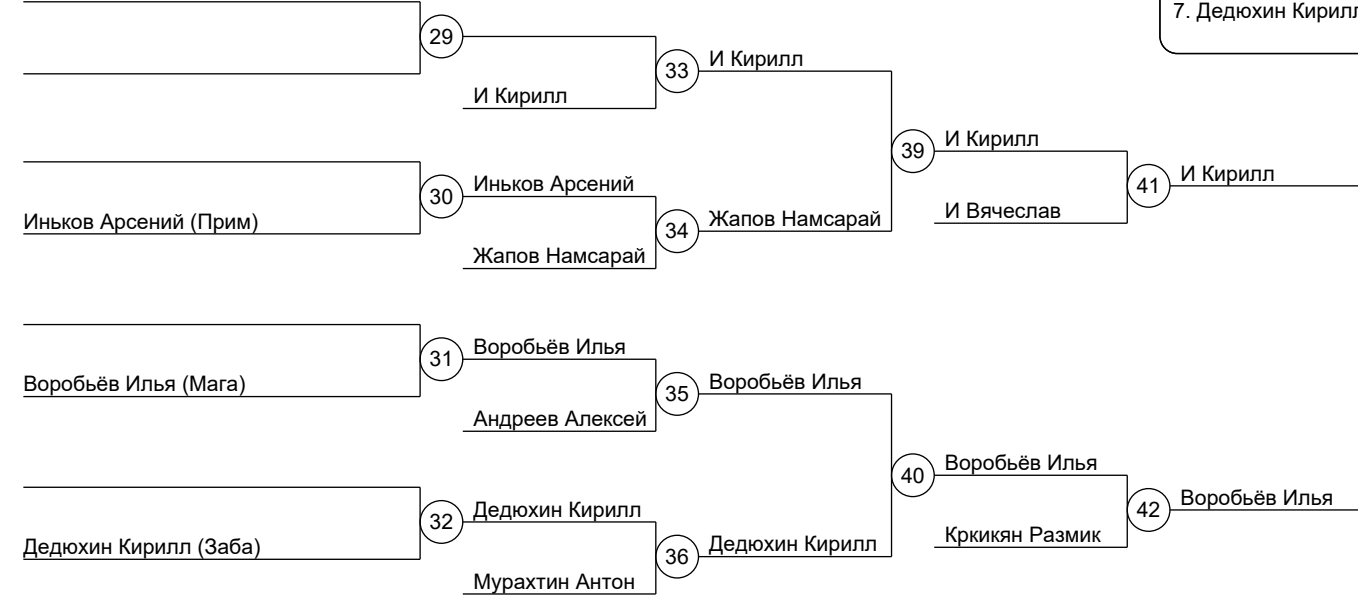 7. Дедюхин Кирилл
29
И Кирилл
33
И Кирилл
Иньков Арсений (Прим)
30
Иньков Арсений
Жапов Намсарай
34
Жапов Намсарай
39
И Кирилл
И Вячеслав
41
И Кирилл
Воробьёв Илья (Мага)
31
Воробьёв Илья
Андреев Алексей
35
Воробьёв Илья
Дедюхин Кирилл (Заба)
32
Дедюхин Кирилл
Мурахтин Антон
36
Дедюхин Кирилл
40
Воробьёв Илья
Кркикян Размик
42
Воробьёв Илья